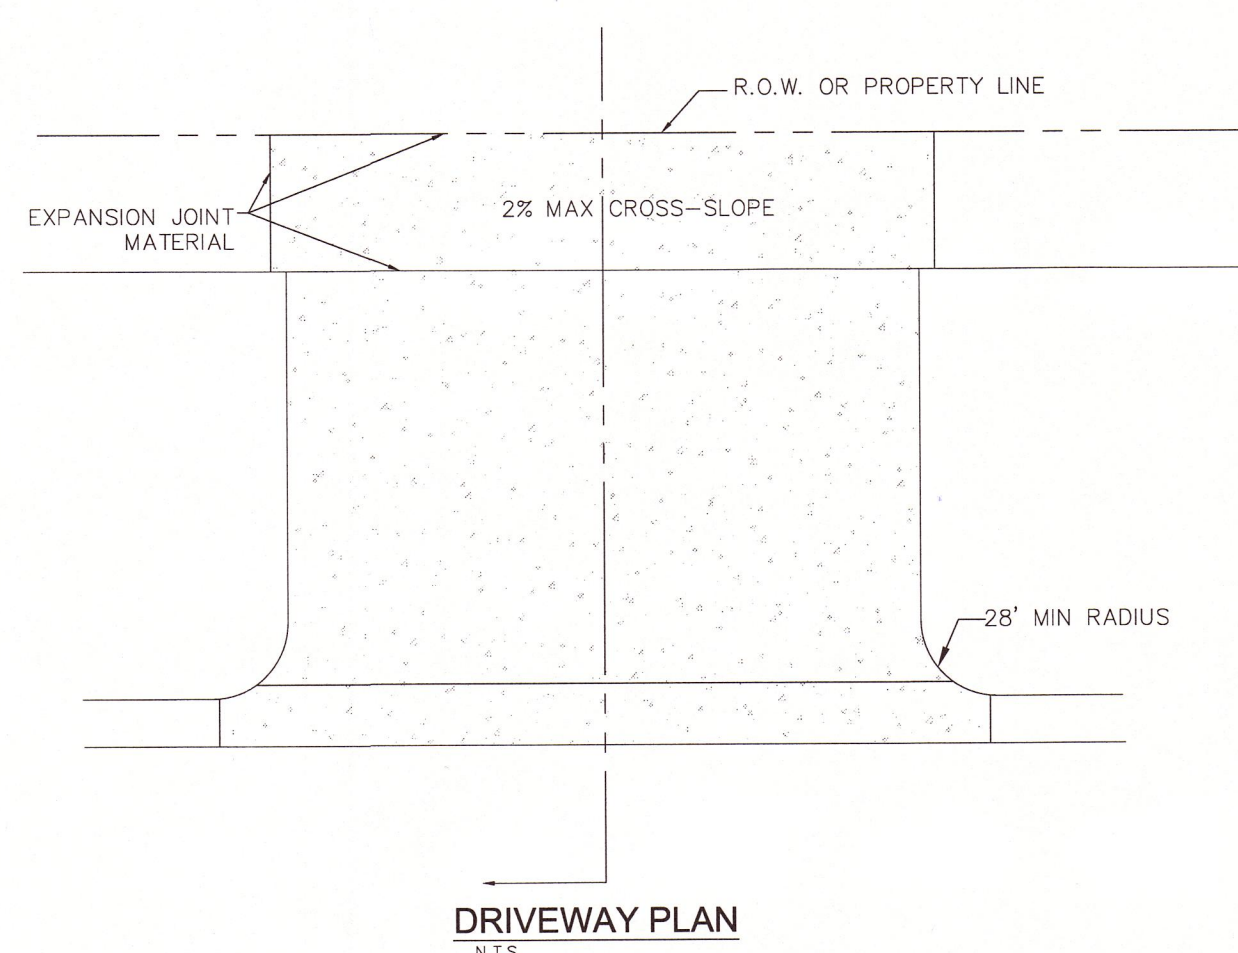 R.O.W. OR PROPERTY LINE
2% MAX CROSS-SLOPE
EXPANSION JOINT
MATERIAL
28' MIN RADIUS
DRIVEWAY PLAN
N.T.S.